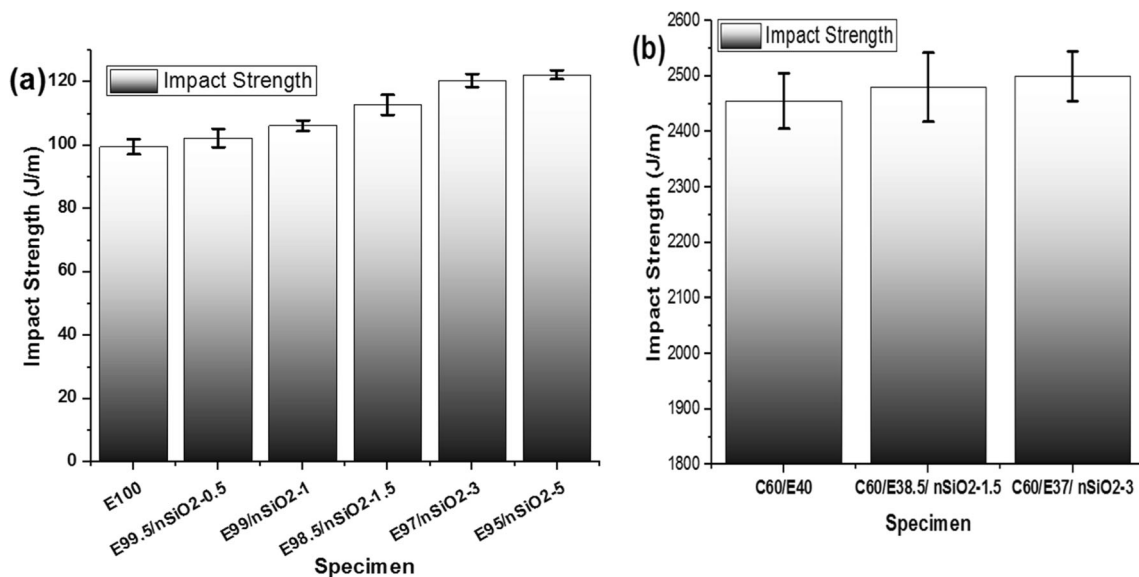 (a)
Impact Strength
Impact Strength (J/m)
120
100
80
60
40
20
0
E100
E99.5/nSiO2-0.5
E99/nSiO2-1
E98.5/nSiO2-1.5
E97/nSiO2-3
E95/nSiO2-5
Specimen
(b)
Impact Strength
Impact Strength (J/m)
2600
2500
2400
2300
2200
2100
2000
1900
1800
C60/E40
C60/E38.5/ nSiO2-1.5
C60/E37/ nSiO2-3
Specimen